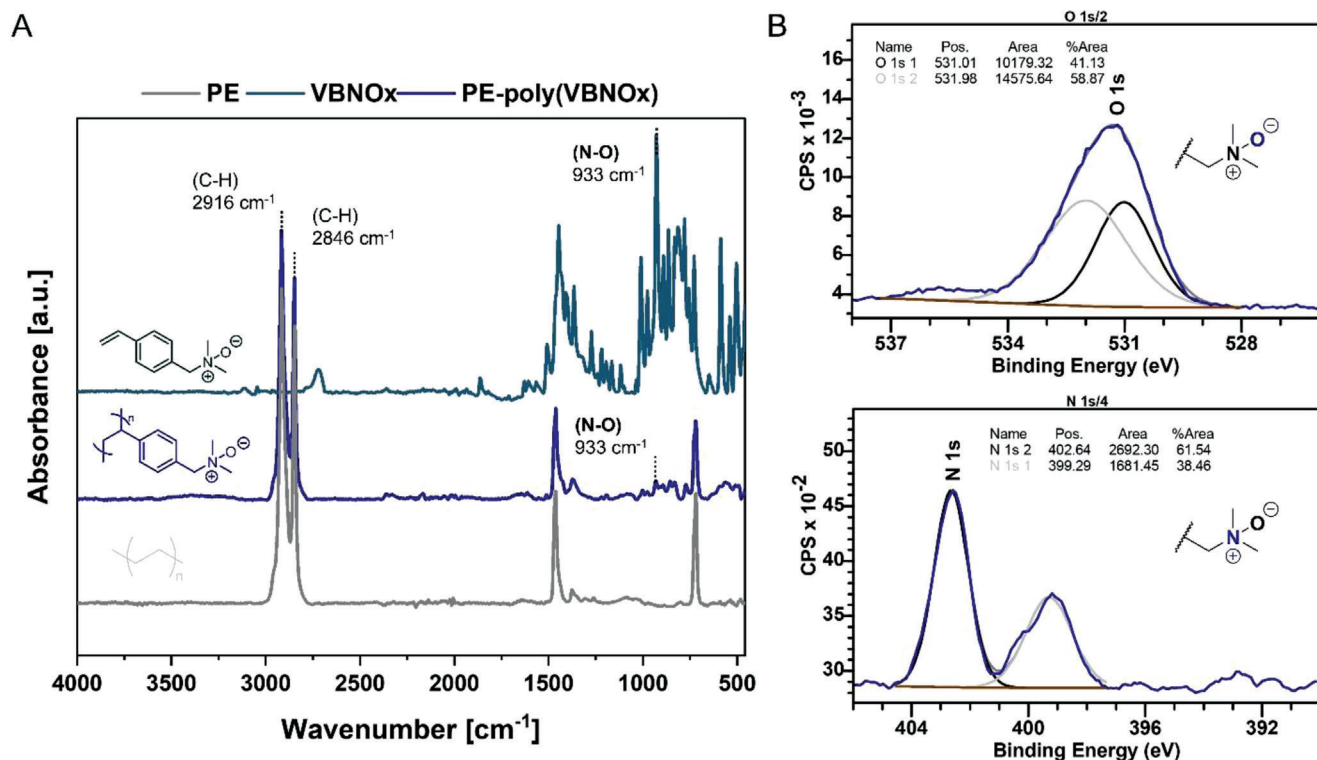 A
PE VBNOx PE-poly(VBNOx)
(N-O)
933 cm⁻¹
(C-H)
2916 cm⁻¹
(C-H)
2846 cm⁻¹
N O ⊖
⊕
n
(N-O)
933 cm⁻¹
N O ⊖
⊕
n
Absorbance [a.u.]
4000 3500 3000 2500 2000 1500 1000 500
Wavenumber [cm⁻¹]
B
O 1s/2
Name Pos. Area %Area
O 1s 1 531.01 10179.32 41.13
O 1s 2 531.98 14575.64 58.87
O 1s
O ⊖
N
⊕
16
14
12
10
8
6
4
CPS x 10⁻³
537 534 531 528
Binding Energy (eV)
N 1s/4
Name Pos. Area %Area
N 1s 2 402.64 2692.30 61.54
N 1s 1 399.29 1681.45 38.46
N 1s
O ⊖
N
⊕
50
45
40
35
30
CPS x 10⁻²
404 400 396 392
Binding Energy (eV)